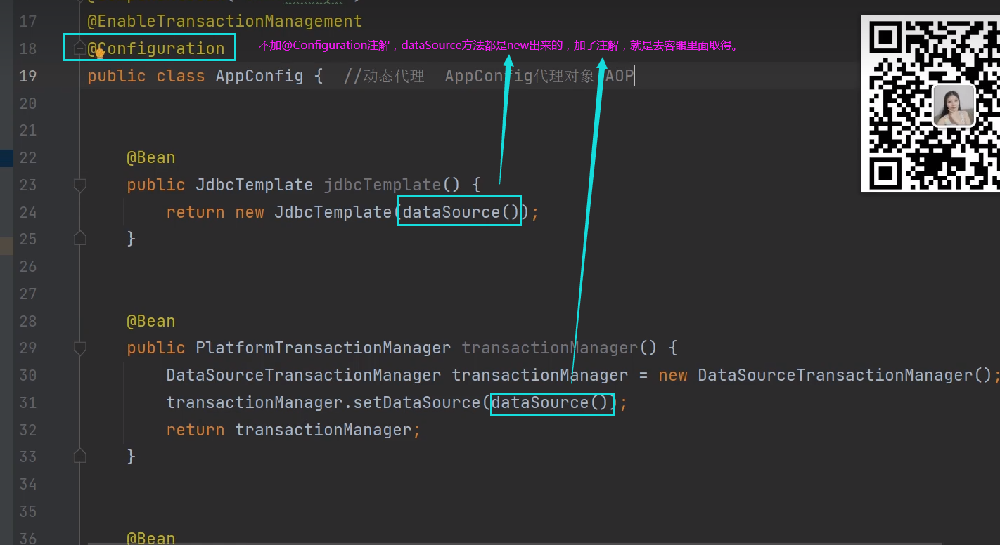 17 @EnableTransactionManagement
18 @Configuration 不加@Configuration注解，dataSource方法都是new出来的，加了注解，就是去容器里面取得。
19 public class AppConfig { //动态代理 AppConfig代理对象 AOP
20
21
22 @Bean
23 public JdbcTemplate jdbcTemplate() {
24 return new JdbcTemplate(dataSource());
25 }
26
27
28 @Bean
29 public PlatformTransactionManager transactionManager() {
30 DataSourceTransactionManager transactionManager = new DataSourceTransactionManager();
31 transactionManager.setDataSource(dataSource());
32 return transactionManager;
33 }
34
35
36 @Bean